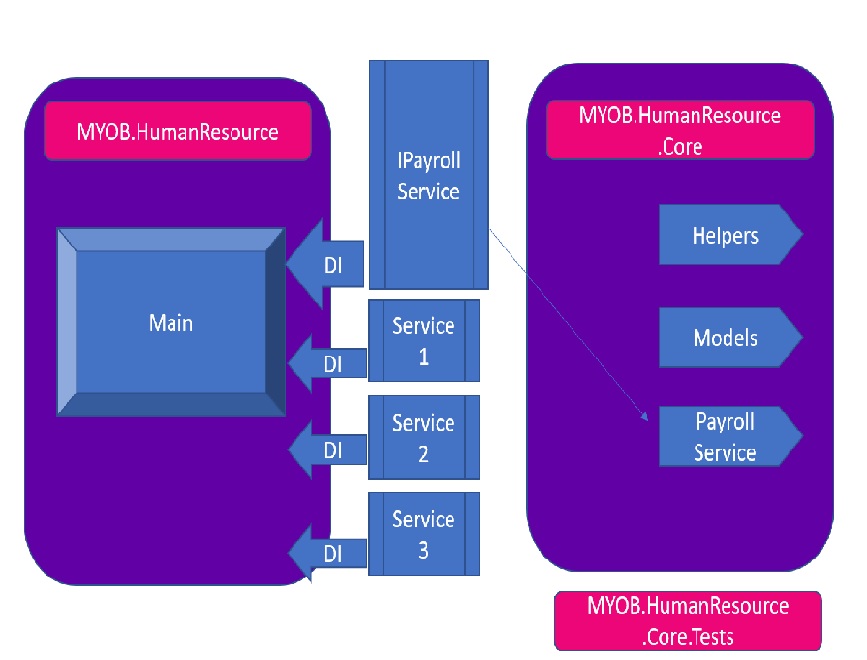 MYOB.HumanResource
Main
IPayroll
Service
DI
Service
1
DI
Service
2
DI
Service
3
DI
MYOB.HumanResource
.Core
Helpers
Models
Payroll
Service
MYOB.HumanResource
.Core.Tests